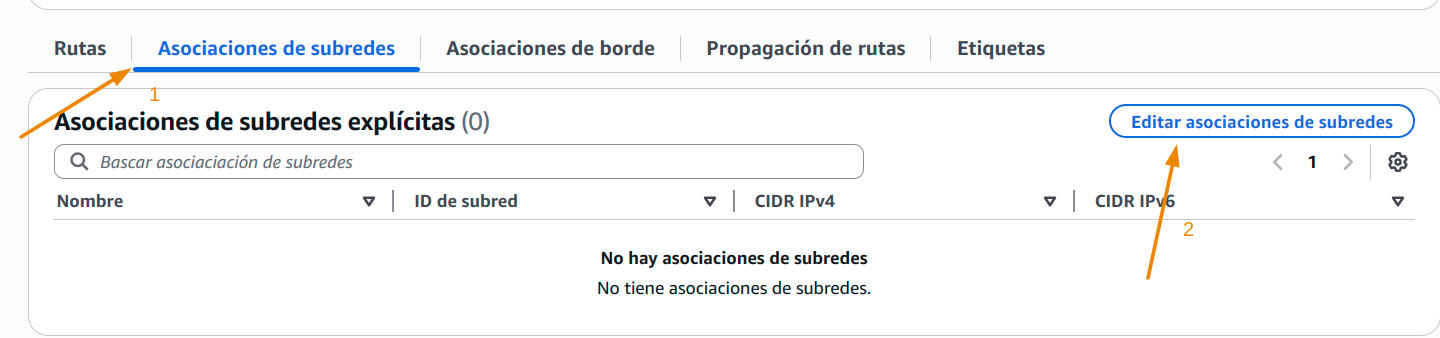 Rutas
Asociaciones de subredes
Asociaciones de borde
Propagación de rutas
Etiquetas
1
Asociaciones de subredes explícitas (0)
Editar asociaciones de subredes
Bascar asociaciación de subredes
1
Nombre
ID de subred
CIDR IPv4
CIDR IPv6
2
No hay asociaciones de subredes
No tiene asociaciones de subredes.